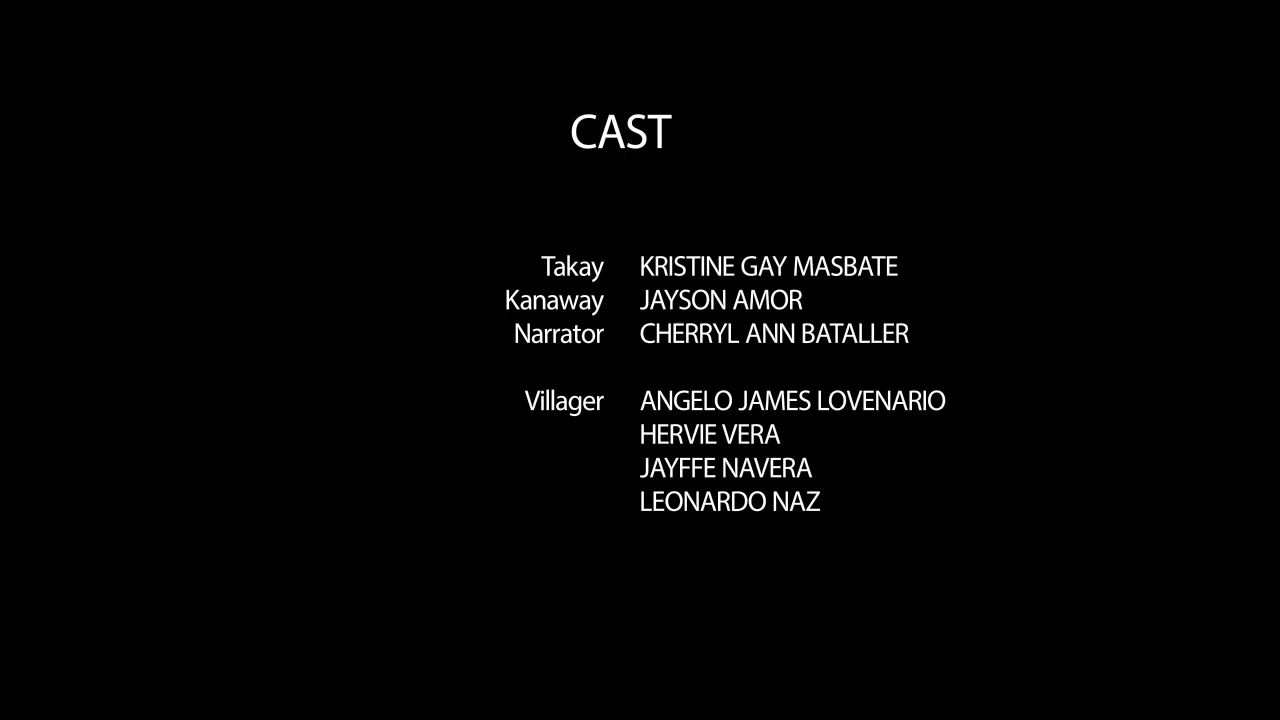 CAST
Takay KRISTINE GAY MASBATE
Kanaway JAYSON AMOR
Narrator CHERRYL ANN BATALLER
Villager ANGELO JAMES LOVENARIO
HERVIE VERA
JAYFFE NAVERA
LEONARDO NAZ